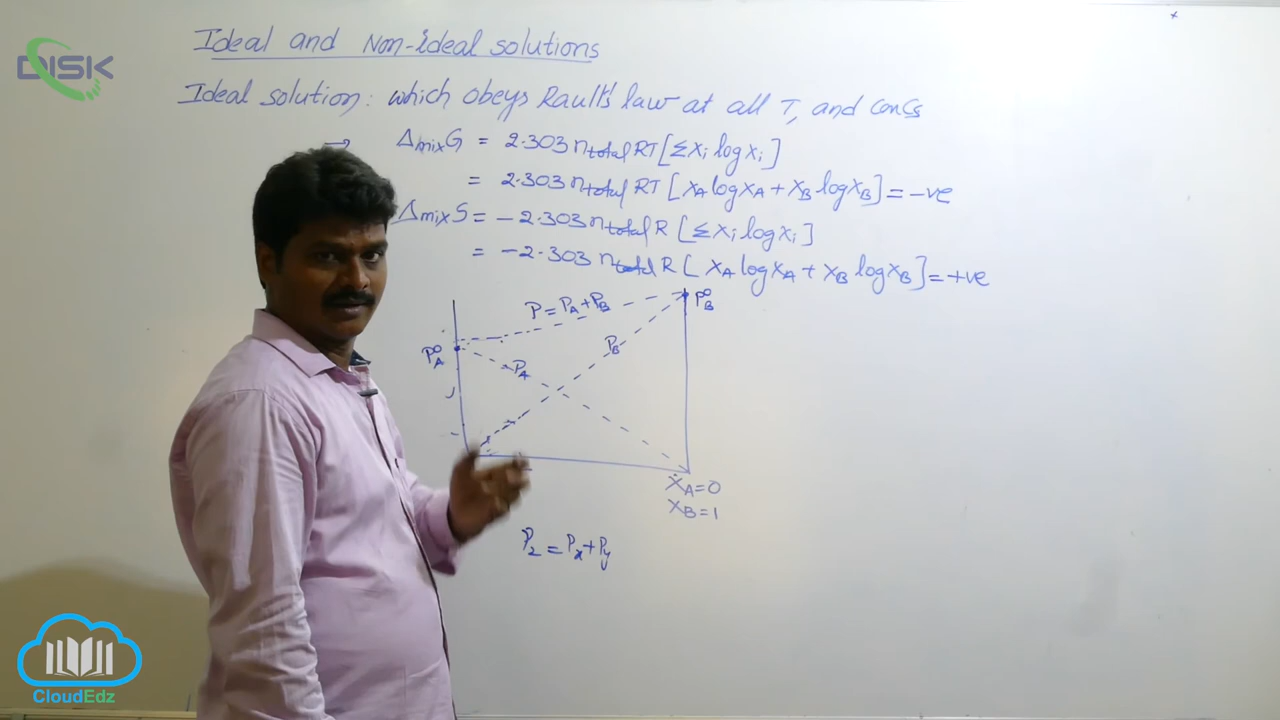 DISK
Ideal and Non-ideal solutions
Ideal solution: which obeys Rault's law at all T, and concs
→ ΔmixG = 2.303 ntotal RT [Σxi log xi]
= 2.303 ntotal RT [xA log xA + xB log xB] = -ve
ΔmixS = -2.303 ntotal R [Σxi log xi]
= -2.303 ntotal R [xA log xA + xB log xB] = +ve
P = PA + PB
P°B
P°A
PB
PA
xA=0
xB=1
Pz = Px + Py
CloudEdz